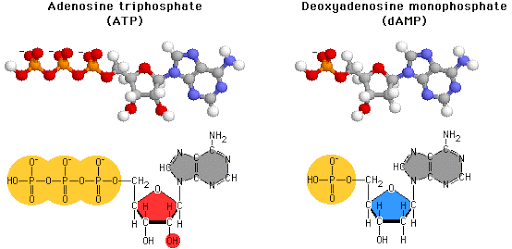 Adenosine triphosphate
(ATP)
Deoxyadenosine monophosphate
(dAMP)
− − −
−
NH₂
C
N C N
O⁻ O⁻ O⁻
HC C CH
N N
HO—P—O—P—O—P—O—CH₂
O O O
O
C C
H H H H
C C
OH OH
NH₂
C
N C N
O⁻
HC C CH
N N
HO—P—O—CH₂
O
O
C C
H H H H
C C
OH H